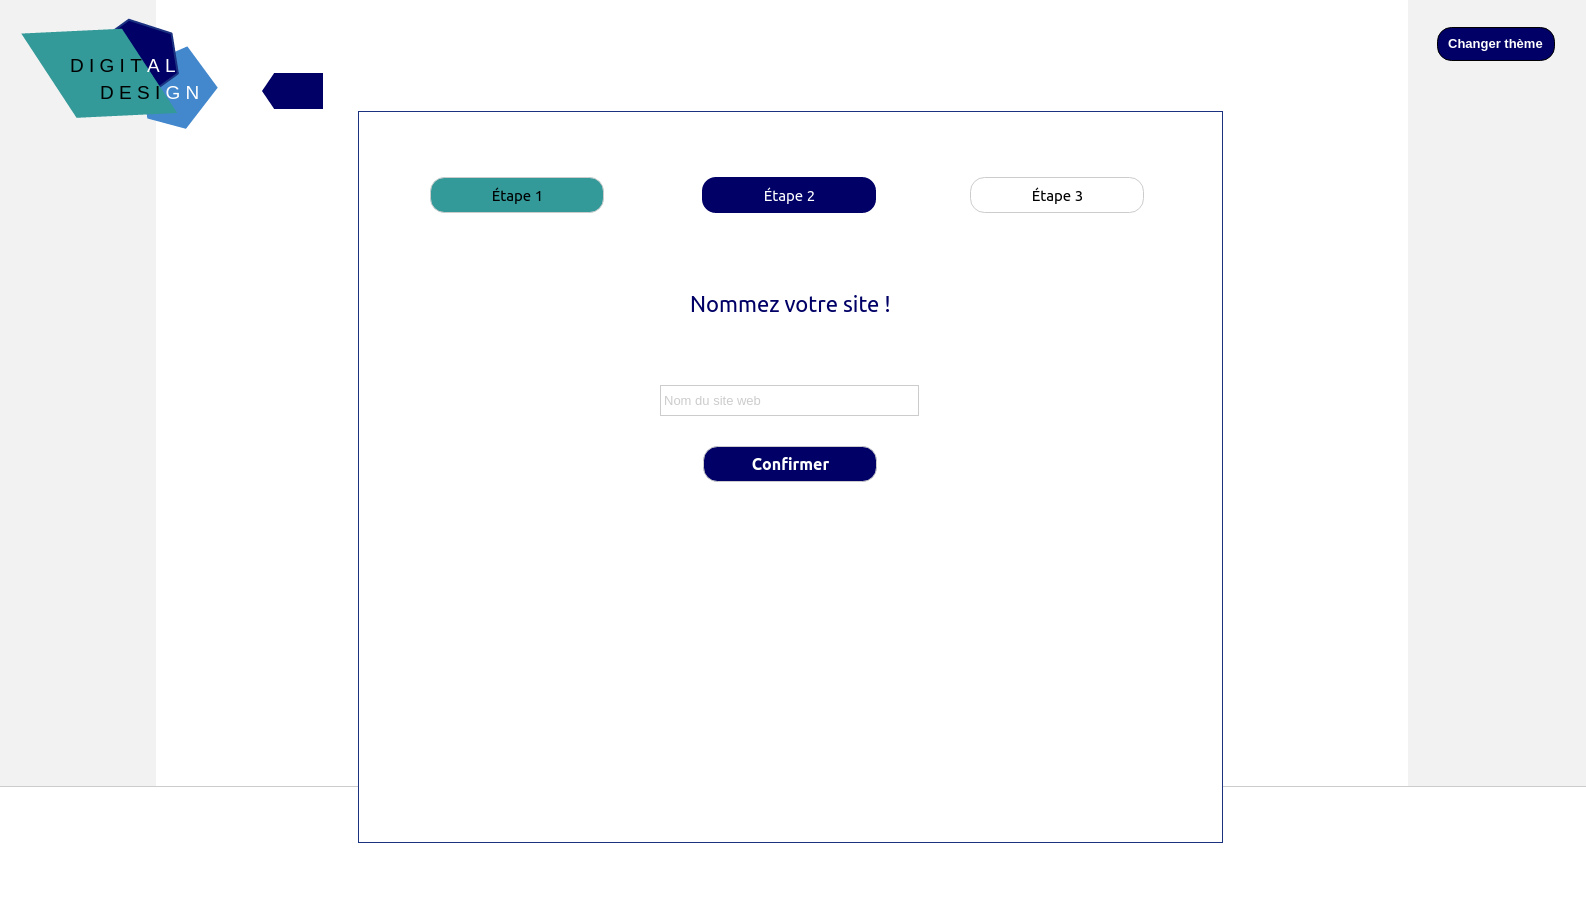 DIGITAL
DESIGN
Changer thème
Étape 1
Étape 2
Étape 3
Nommez votre site !
Nom du site web
Confirmer